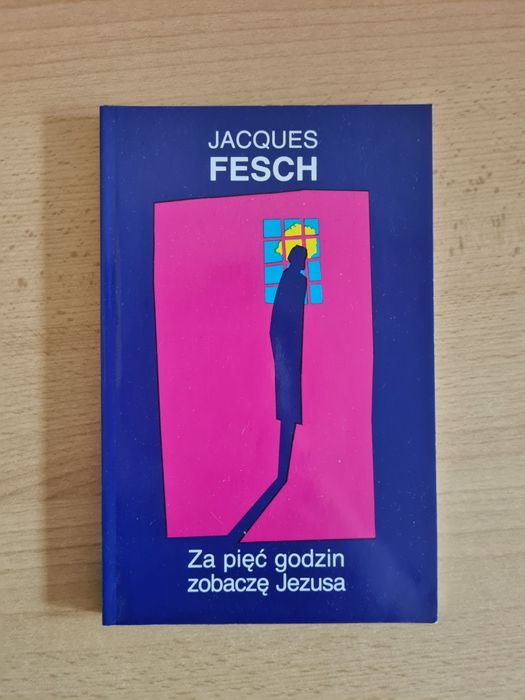 JACQUES
FESCH
Za pięć godzin
zobaczę Jezusa